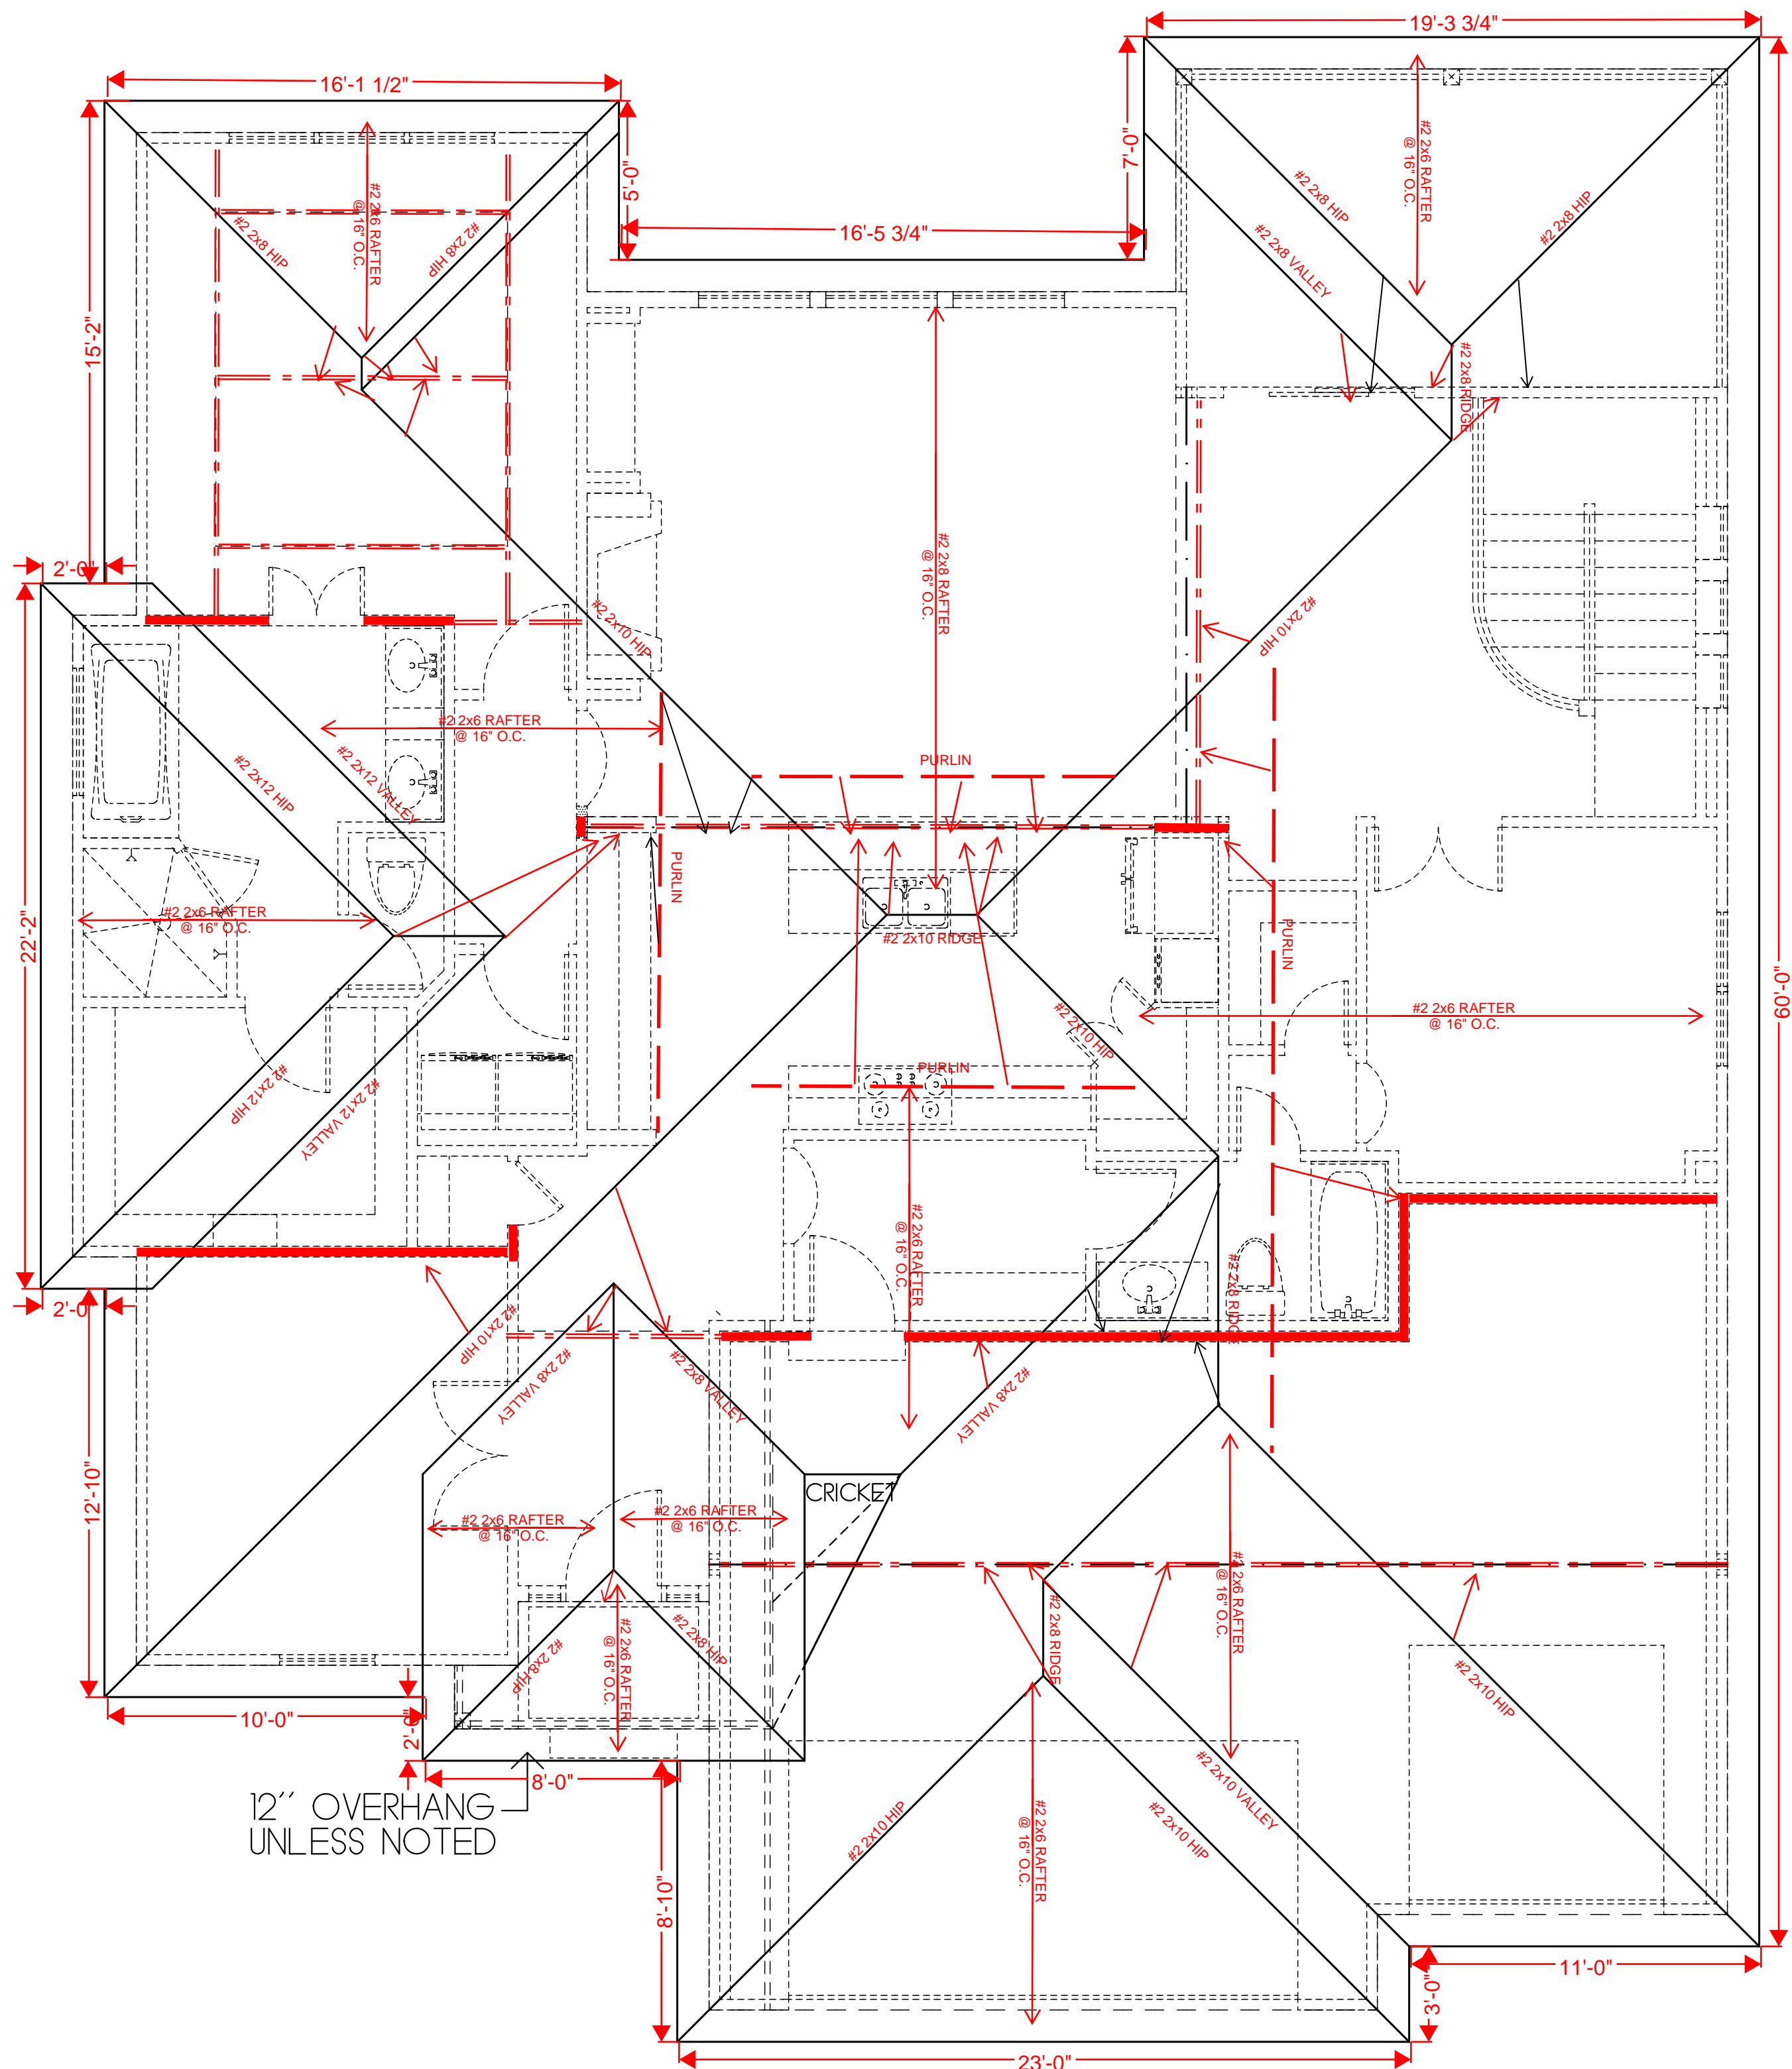 19'-3 3/4"
16'-1 1/2"
7'-0"
5'-0"
16'-5 3/4"
#2 2x6 RAFTER
@ 16" O.C.
#2 2x8 HIP
#2 2x8 HIP
#2 2x6 RAFTER
@ 16" O.C.
#2 2x8 HIP
#2 2x8 HIP
#2 2x8 VALLEY
15'-2"
#2 2x8 RIDGE
2'-0"
#2 2x8 RAFTER
@ 16" O.C.
#2 2x10 HIP
#2 2x10 HIP
#2 2x6 RAFTER
@ 16" O.C.
#2 2x12 HIP
#2 2x12 VALLEY
PURLIN
PURLIN
22'-2"
#2 2x6 RAFTER
@ 16" O.C.
#2 2x10 RIDGE
PURLIN
60'-0"
#2 2x6 RAFTER
@ 16" O.C.
#2 2x10 HIP
PURLIN
#2 2x12 HIP
#2 2x12 VALLEY
#2 2x6 RAFTER
@ 16" O.C.
#2 2x8 RIDGE
2'-0"
#2 2x10 HIP
#2 2x8 VALLEY
#2 2x8 VALLEY
#2 2x8 VALLEY
12'-10"
CRICKET
#2 2x6 RAFTER
@ 16" O.C.
#2 2x6 RAFTER
@ 16" O.C.
#2 2x6 RAFTER
@ 16" O.C.
#2 2x8 RIDGE
#2 2x8 HIP
#2 2x6 RAFTER
@ 16" O.C.
#2 2x8 HIP
#2 2x10 HIP
10'-0"
2'-0"
8'-0"
12" OVERHANG
UNLESS NOTED
#2 2x10 VALLEY
#2 2x10 HIP
#2 2x6 RAFTER
@ 16" O.C.
#2 2x10 HIP
8'-10"
11'-0"
3'-0"
23'-0"